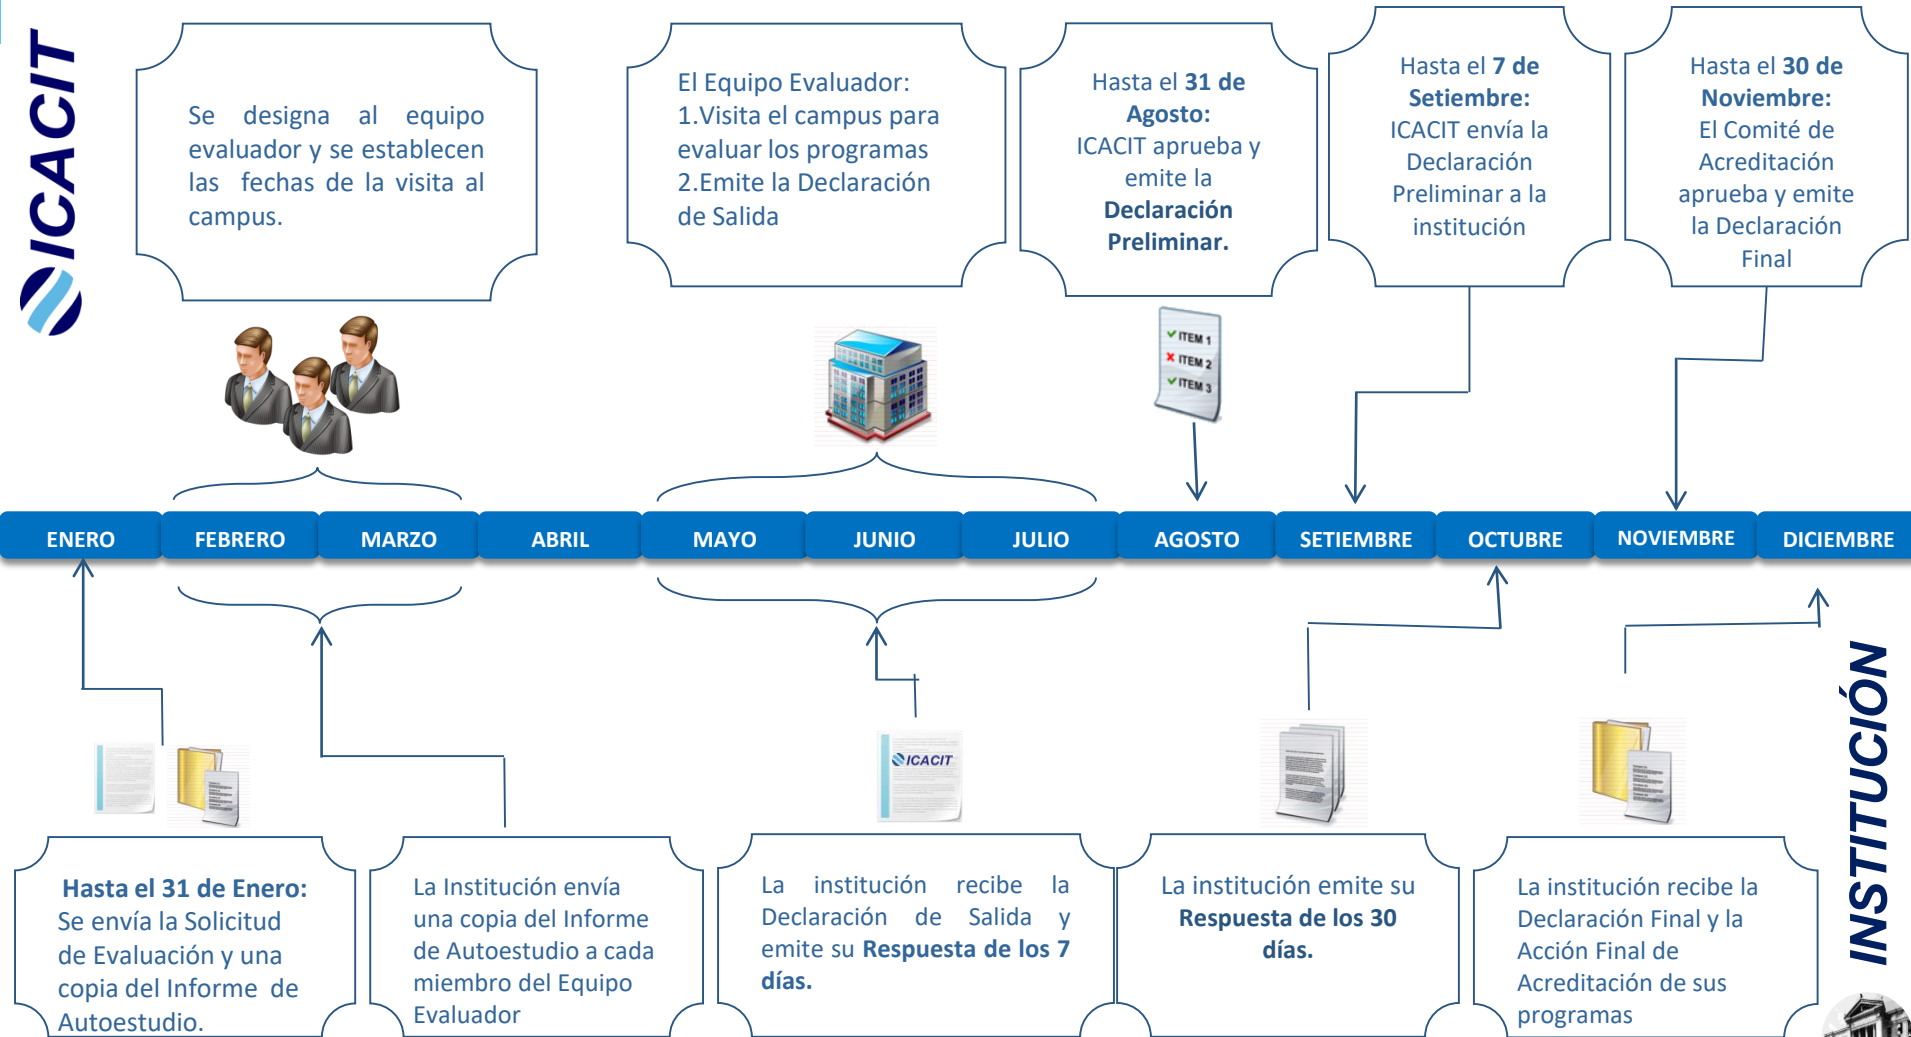 ICACIT
Se designa al equipo
evaluador y se establecen
las fechas de la visita al
campus.
El Equipo Evaluador:
1.Visita el campus para
evaluar los programas
2.Emite la Declaración
de Salida
Hasta el 31 de
Agosto:
ICACIT aprueba y
emite la
Declaración
Preliminar.
Hasta el 7 de
Setiembre:
ICACIT envía la
Declaración
Preliminar a la
institución
Hasta el 30 de
Noviembre:
El Comité de
Acreditación
aprueba y emite
la Declaración
Final
ITEM 1
ITEM 2
ITEM 3
ENERO
FEBRERO
MARZO
ABRIL
MAYO
JUNIO
JULIO
AGOSTO
SETIEMBRE
OCTUBRE
NOVIEMBRE
DICIEMBRE
ICACIT
Hasta el 31 de Enero:
Se envía la Solicitud
de Evaluación y una
copia del Informe de
Autoestudio.
La Institución envía
una copia del Informe
de Autoestudio a cada
miembro del Equipo
Evaluador
La institución recibe la
Declaración de Salida y
emite su Respuesta de los 7
días.
La institución emite su
Respuesta de los 30
días.
La institución recibe la
Declaración Final y la
Acción Final de
Acreditación de sus
programas
INSTITUCIÓN